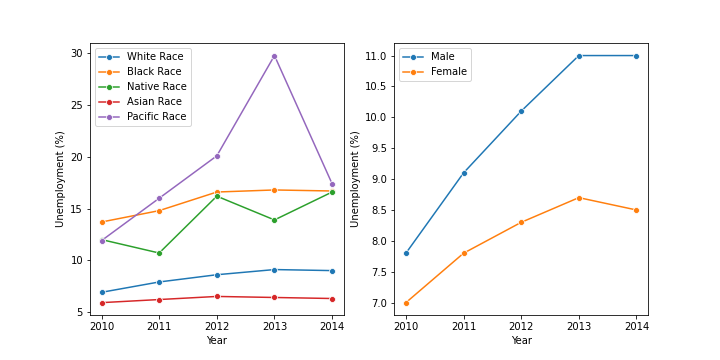 White Race
Black Race
Native Race
Asian Race
Pacific Race
30
25
20
15
10
5
Unemployment (%)
2010 2011 2012 2013 2014
Year
Male
Female
11.0
10.5
10.0
9.5
9.0
8.5
8.0
7.5
7.0
Unemployment (%)
2010 2011 2012 2013 2014
Year